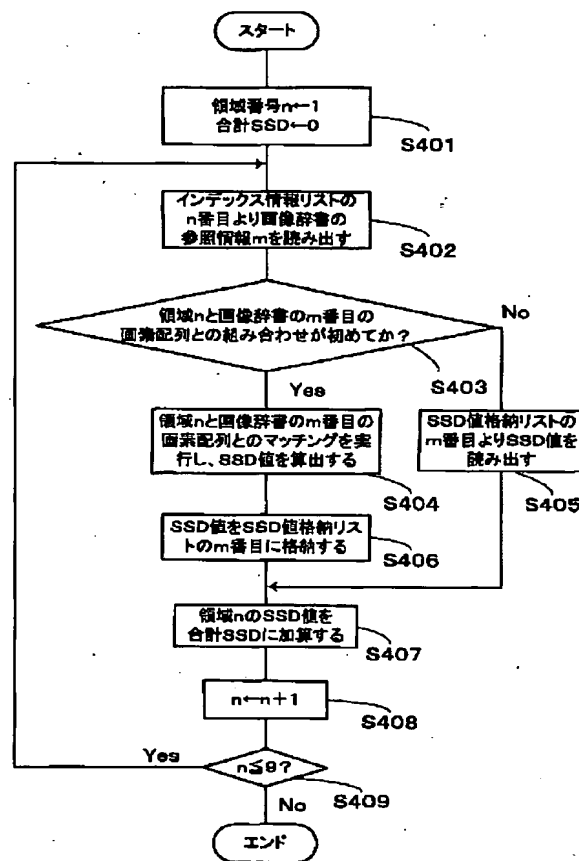 スタート
領域番号n←1
合計SSD←0
S401
インデックス情報リストの
n番目より画像辞書の
参照情報mを読み出す
S402
領域nと画像辞書のm番目の
画素配列との組み合わせが初めてか?
No
S403
Yes
領域nと画像辞書のm番目の
画素配列とのマッチングを実
行し、SSD値を算出する
S404
SSD値格納リストの
m番目よりSSD値を
読み出す
S405
SSD値をSSD値格納リス
トのm番目に格納する
S406
領域nのSSD値を
合計SSDに加算する
S407
n←n+1
S408
Yes
n≦9?
S409
No
エンド